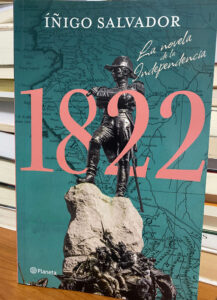 ÍÑIGO SALVADOR
La novela
de la
Independencia
1822
Planeta